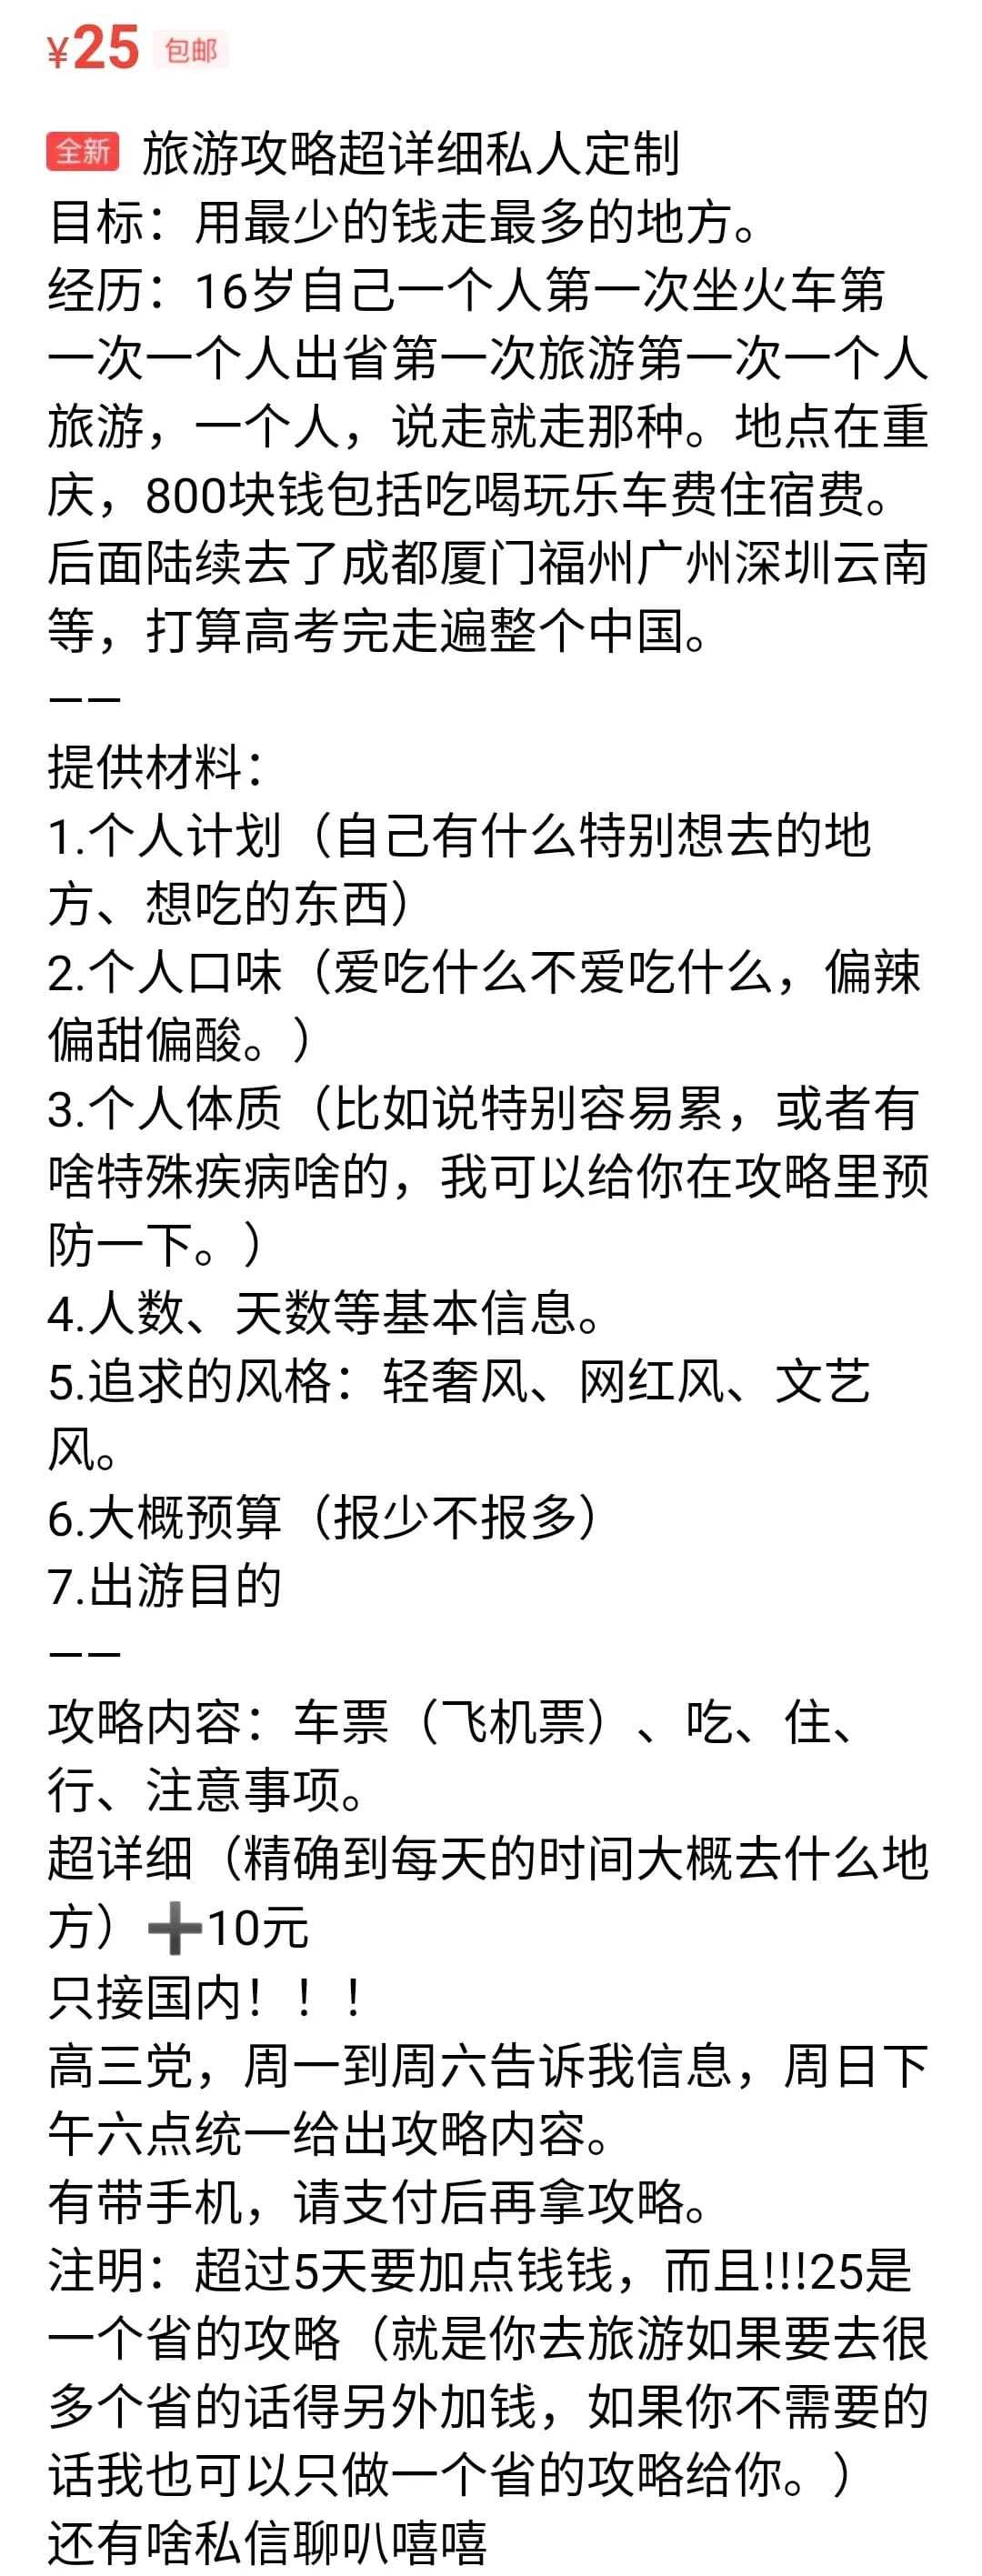 ¥25 包邮
全新 旅游攻略超详细私人定制
目标：用最少的钱走最多的地方。
经历：16岁自己一个人第一次坐火车第
一次一个人出省第一次旅游第一次一个人
旅游，一个人，说走就走那种。地点在重
庆，800块钱包括吃喝玩乐车费住宿费。
后面陆续去了成都厦门福州广州深圳云南
等，打算高考完走遍整个中国。
——
提供材料：
1.个人计划（自己有什么特别想去的地
方、想吃的东西）
2.个人口味（爱吃什么不爱吃什么，偏辣
偏甜偏酸。）
3.个人体质（比如说特别容易累，或者有
啥特殊疾病啥的，我可以给你在攻略里预
防一下。）
4.人数、天数等基本信息。
5.追求的风格：轻奢风、网红风、文艺
风。
6.大概预算（报少不报多）
7.出游目的
——
攻略内容：车票（飞机票）、吃、住、
行、注意事项。
超详细（精确到每天的时间大概去什么地
方）➕10元
只接国内！！！
高三党，周一到周六告诉我信息，周日下
午六点统一给出攻略内容。
有带手机，请支付后再拿攻略。
注明：超过5天要加点钱钱，而且!!!25是
一个省的攻略（就是你去旅游如果要去很
多个省的话得另外加钱，如果你不需要的
话我也可以只做一个省的攻略给你。）
还有啥私信聊叭嘻嘻